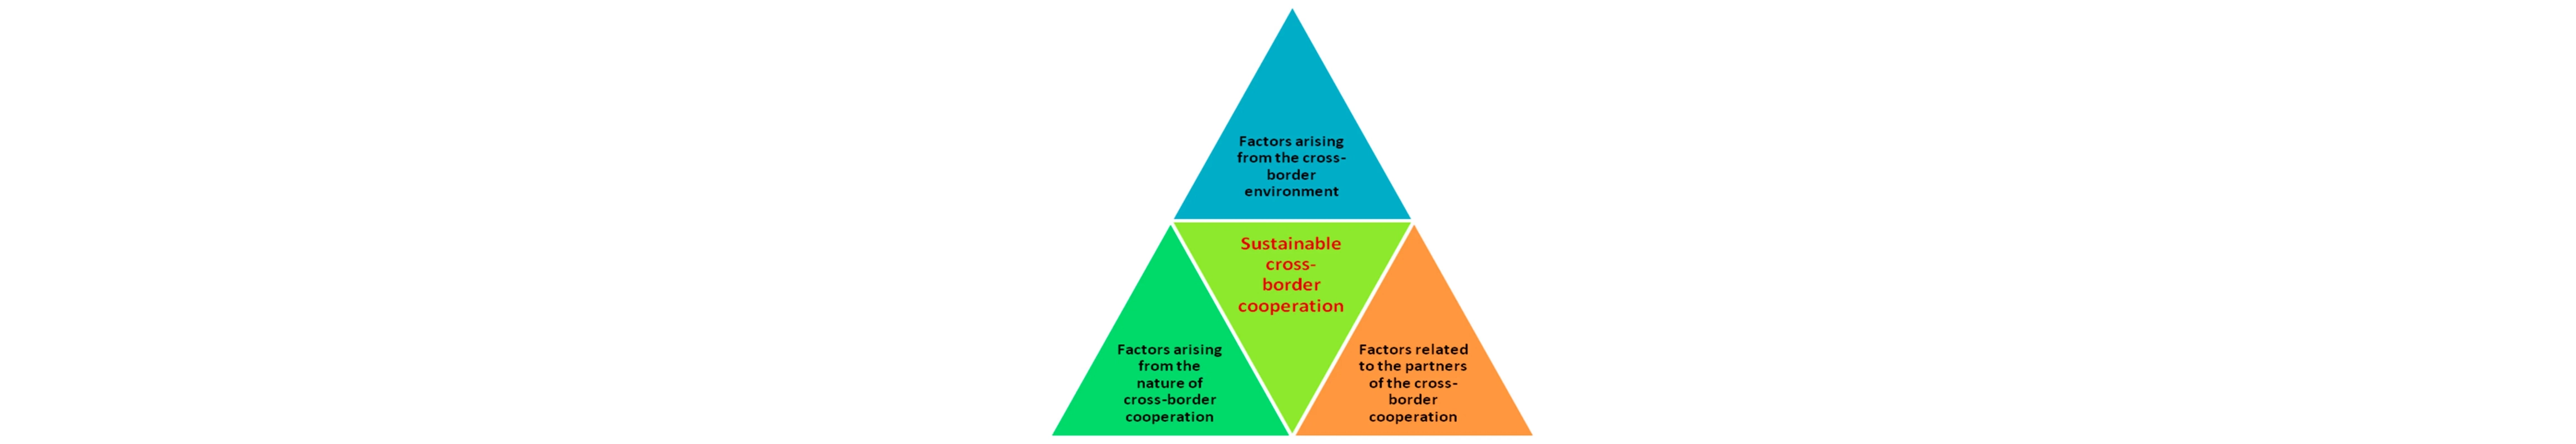 Factors arising
from the cross-
border
environment
Sustainable
cross-
border
cooperation
Factors arising
from the
nature of
cross-border
cooperation
Factors related
to the partners
of the cross-
border
cooperation